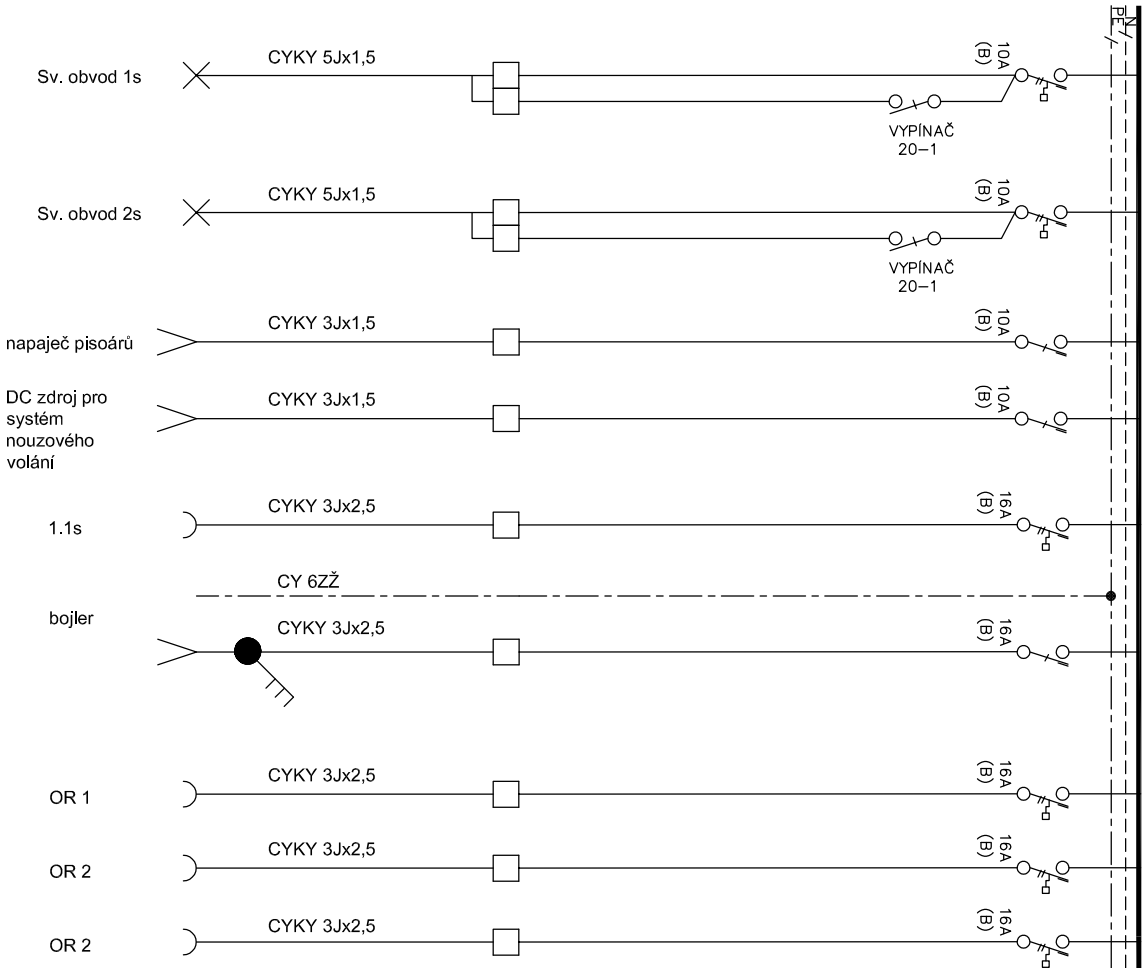 PE
N
Sv. obvod 1s
CYKY 5Jx1,5
10A
(B)
VYPÍNAČ
20-1
Sv. obvod 2s
CYKY 5Jx1,5
10A
(B)
VYPÍNAČ
20-1
napaječ pisoárů
CYKY 3Jx1,5
10A
(B)
DC zdroj pro
systém
nouzového
volání
CYKY 3Jx1,5
10A
(B)
1.1s
CYKY 3Jx2,5
16A
(B)
CY 6ZŽ
bojler
CYKY 3Jx2,5
16A
(B)
OR 1
CYKY 3Jx2,5
16A
(B)
OR 2
CYKY 3Jx2,5
16A
(B)
OR 2
CYKY 3Jx2,5
16A
(B)